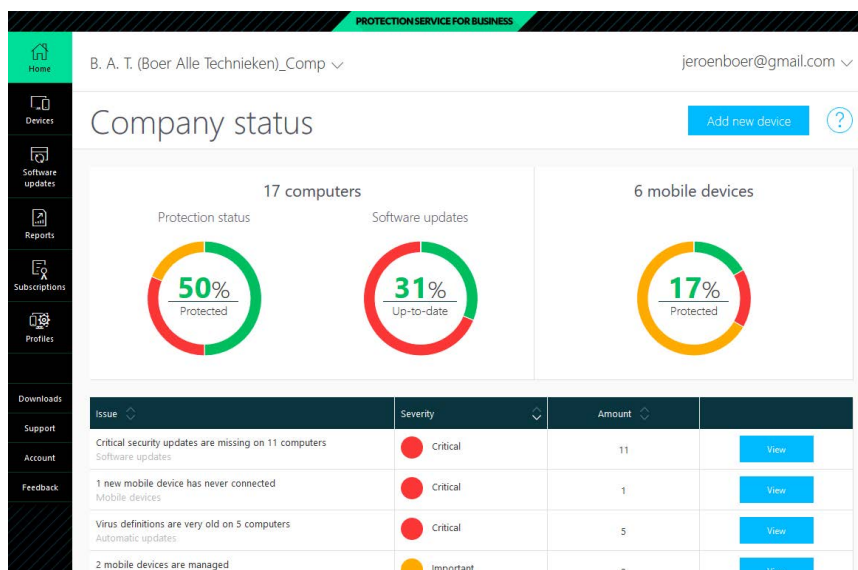 PROTECTION SERVICE FOR BUSINESS
Home
Devices
Software
updates
Reports
Subscriptions
Profiles
Downloads
Support
Account
Feedback
B. A. T. (Boer Alle Technieken)_Comp
jeroenboer@gmail.com
Company status
Add new device
?
17 computers
6 mobile devices
Protection status
Software updates
50%
Protected
31%
Up-to-date
17%
Protected
Issue Severity Amount
Critical security updates are missing on 11 computers
Software updates
Critical 11 View
1 new mobile device has never connected
Mobile devices
Critical 1 View
Virus definitions are very old on 5 computers
Automatic updates
Critical 5 View
2 mobile devices are managed
Important